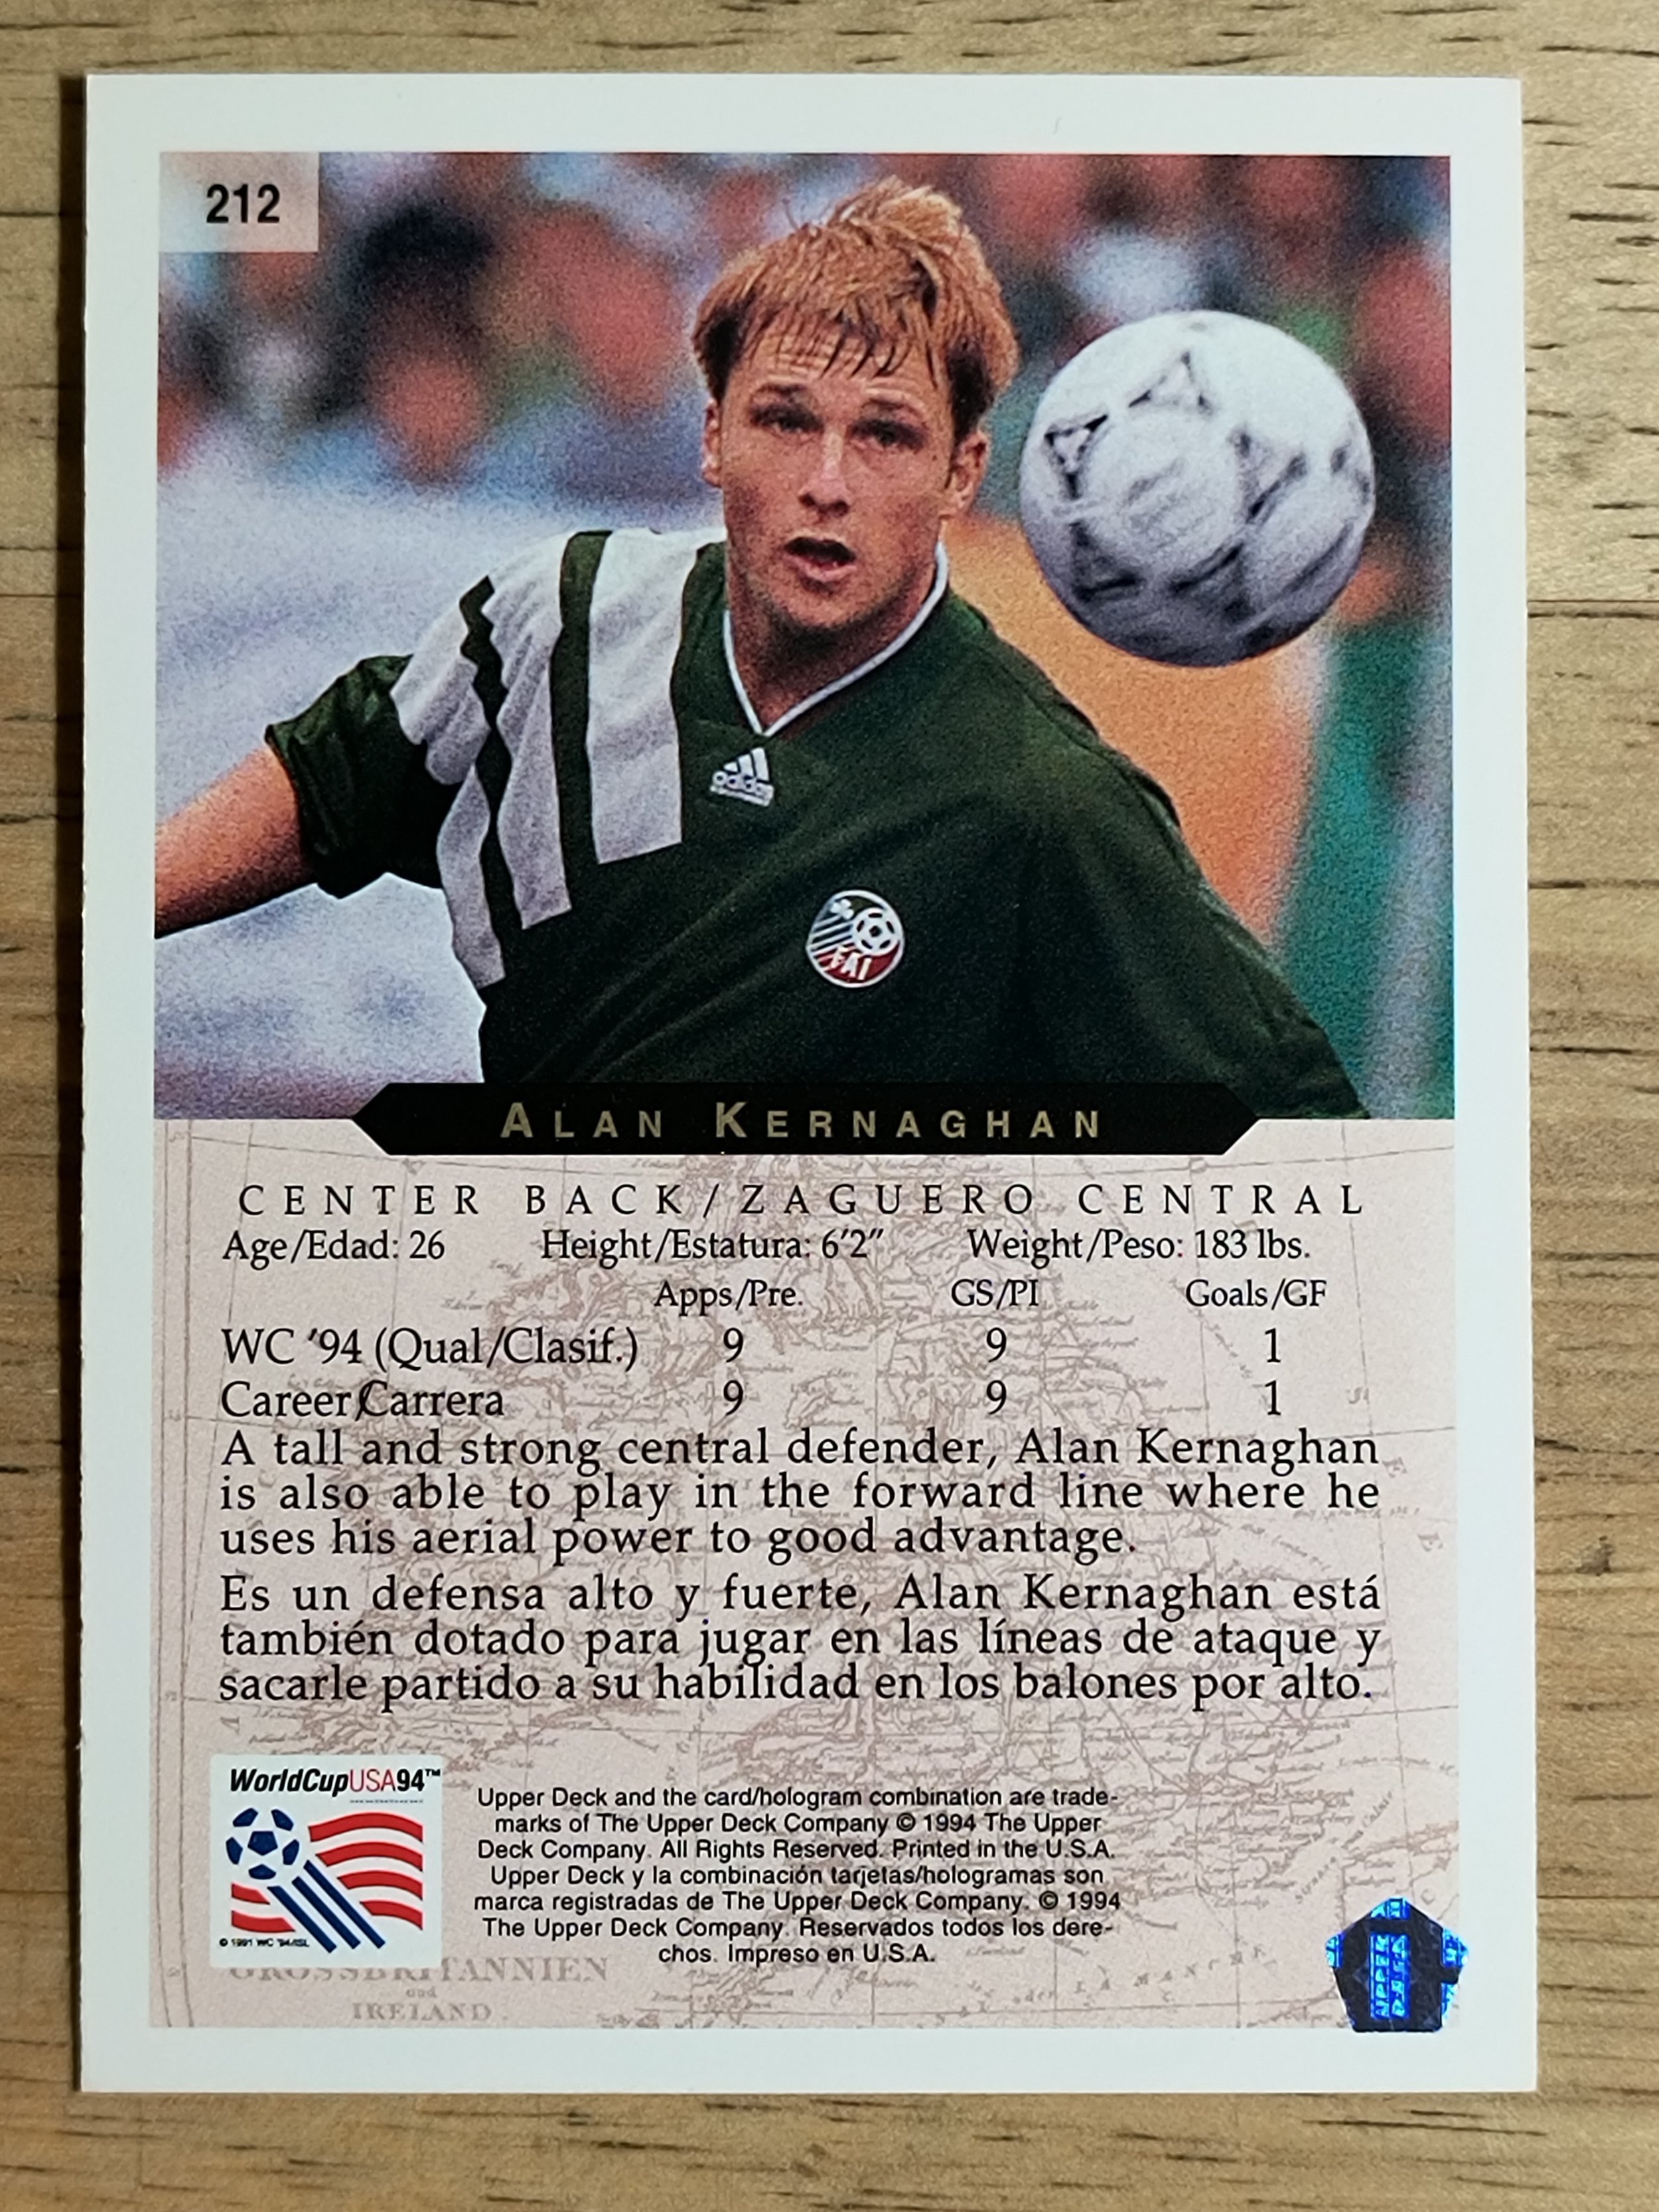 212
adidas
FAI
ALAN KERNAGHAN
CENTER BACK/ZAGUERO CENTRAL
Age/Edad: 26 Height/Estatura: 6'2" Weight/Peso: 183 lbs.
Apps/Pre. GS/PI Goals/GF
WC '94 (Qual/Clasif.) 9 9 1
Career/Carrera 9 9 1
A tall and strong central defender, Alan Kernaghan
is also able to play in the forward line where he
uses his aerial power to good advantage.
Es un defensa alto y fuerte, Alan Kernaghan está
también dotado para jugar en las líneas de ataque y
sacarle partido a su habilidad en los balones por alto.
WorldCupUSA94™
© 1991 WC '94/ISL
Upper Deck and the card/hologram combination are trade-
marks of The Upper Deck Company © 1994 The Upper
Deck Company. All Rights Reserved. Printed in the U.S.A.
Upper Deck y la combinación tarjetas/hologramas son
marca registradas de The Upper Deck Company. © 1994
The Upper Deck Company. Reservados todos los dere-
chos. Impreso en U.S.A.
GROSSBRITANNIEN
und
IRELAND
LA MANCHE
UPPER
DECK